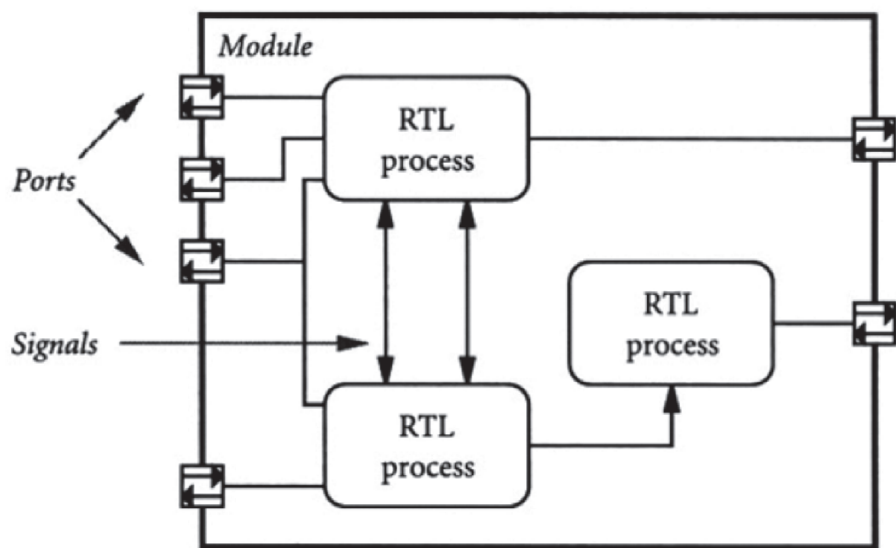 Module
RTL
process
Ports
Signals
RTL
process
RTL
process